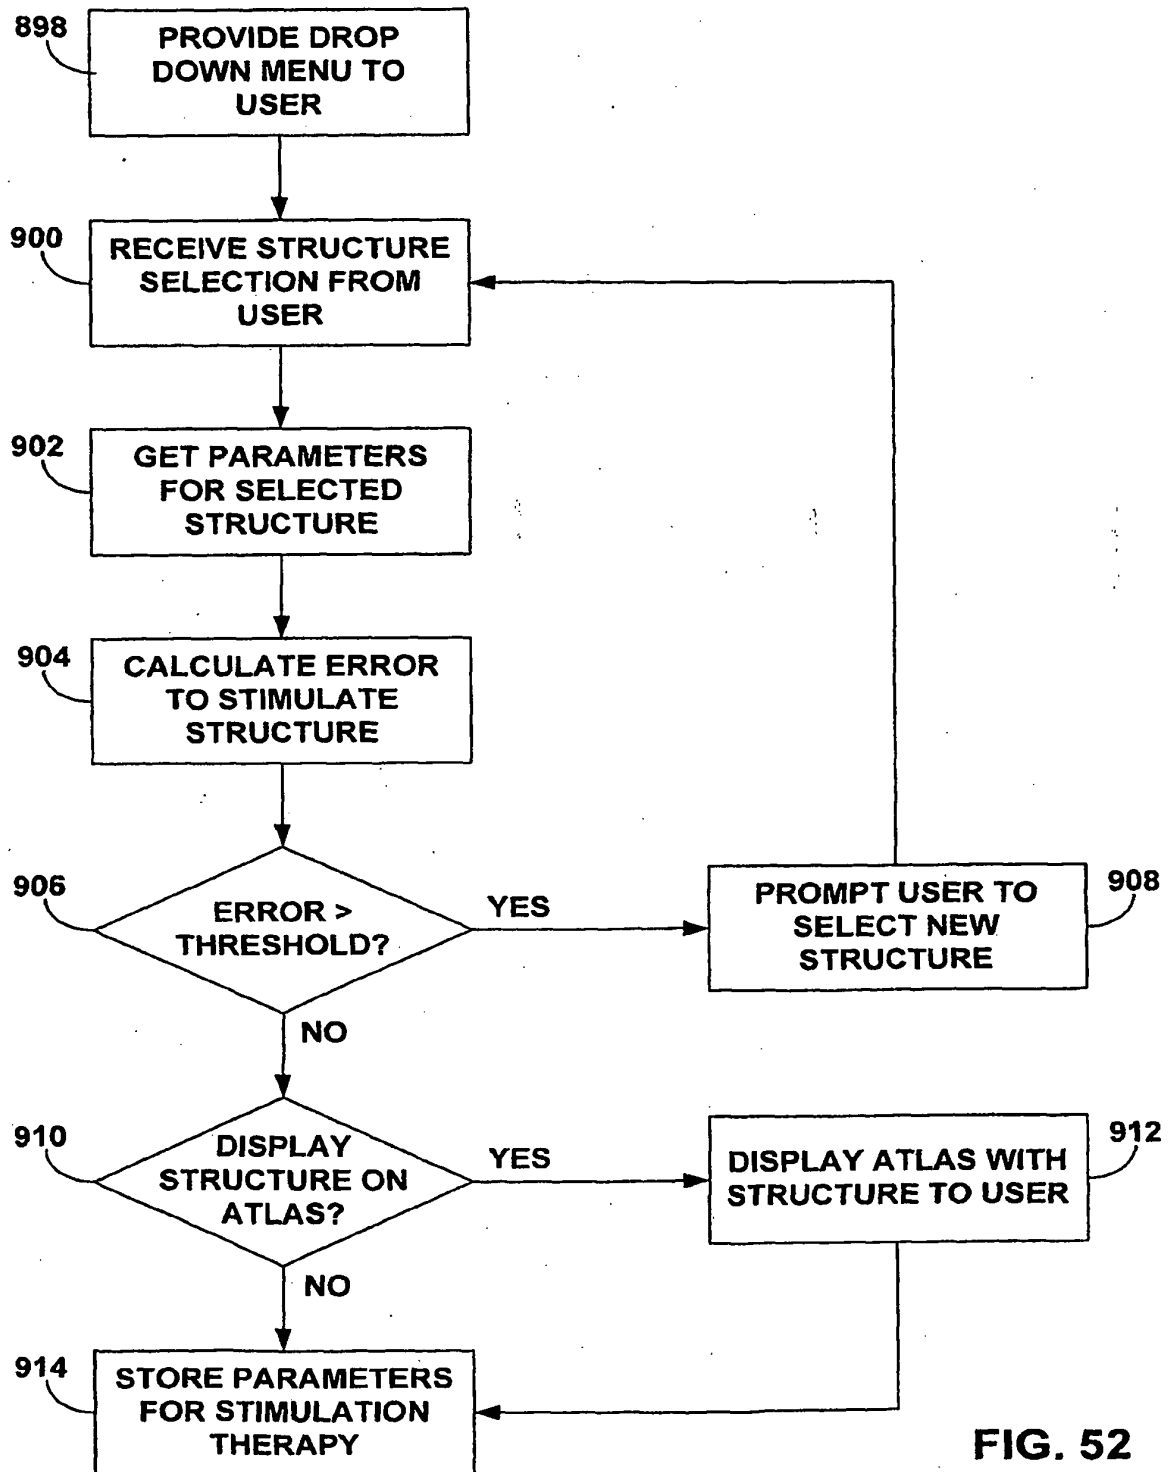 898
PROVIDE DROP
DOWN MENU TO
USER
900
RECEIVE STRUCTURE
SELECTION FROM
USER
902
GET PARAMETERS
FOR SELECTED
STRUCTURE
904
CALCULATE ERROR
TO STIMULATE
STRUCTURE
906
ERROR >
THRESHOLD?
YES
PROMPT USER TO
SELECT NEW
STRUCTURE
908
NO
910
DISPLAY
STRUCTURE ON
ATLAS?
YES
DISPLAY ATLAS WITH
STRUCTURE TO USER
912
NO
914
STORE PARAMETERS
FOR STIMULATION
THERAPY
FIG. 52